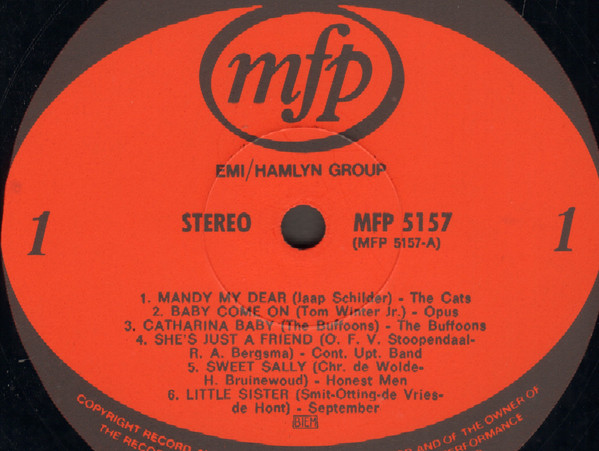 mfp
EMI/HAMLYN GROUP
1 STEREO MFP 5157 1
(MFP 5157-A)
1. MANDY MY DEAR (Jaap Schilder) - The Cats
2. BABY COME ON (Tom Winter Jr.) - Opus
3. CATHARINA BABY (The Buffoons) - The Buffoons
4. SHE'S JUST A FRIEND (O. F. V. Stoopendaal-
R. A. Bergsma) - Cont. Upt. Band
5. SWEET SALLY (Chr. de Wolde-
H. Bruinewoud) - Honest Men
6. LITTLE SISTER (Smit-Otting-de Vries-
de Hont) - September
BIEM
COPYRIGHT RECORD AND OF THE OWNER OF
THE RECOR PERFORMANCE